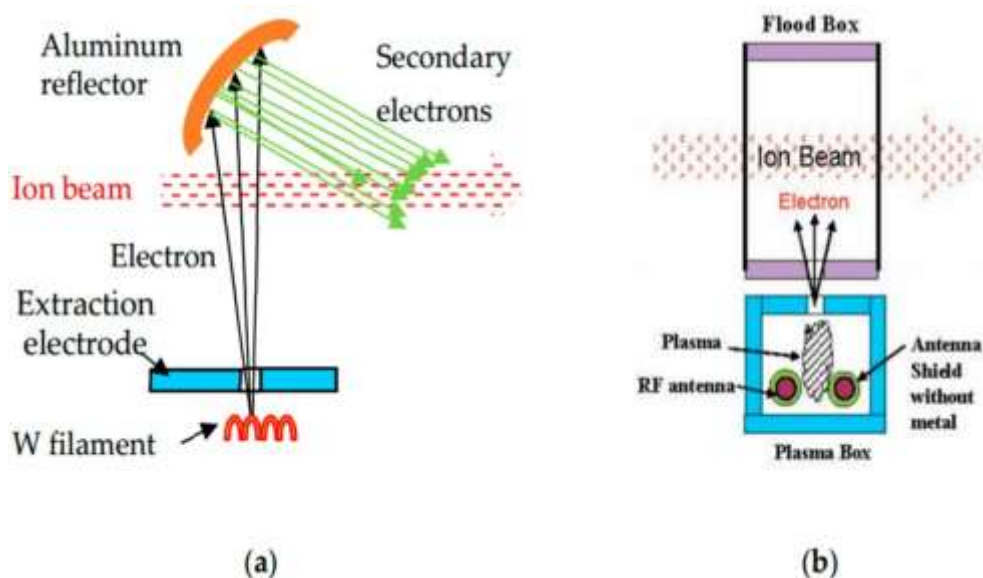 Aluminum
reflector
Secondary
electrons
Ion beam
Electron
Extraction
electrode
W filament
(a)
Flood Box
Ion Beam
Electron
Plasma
RF antenna
Antenna
Shield
without
metal
Plasma Box
(b)